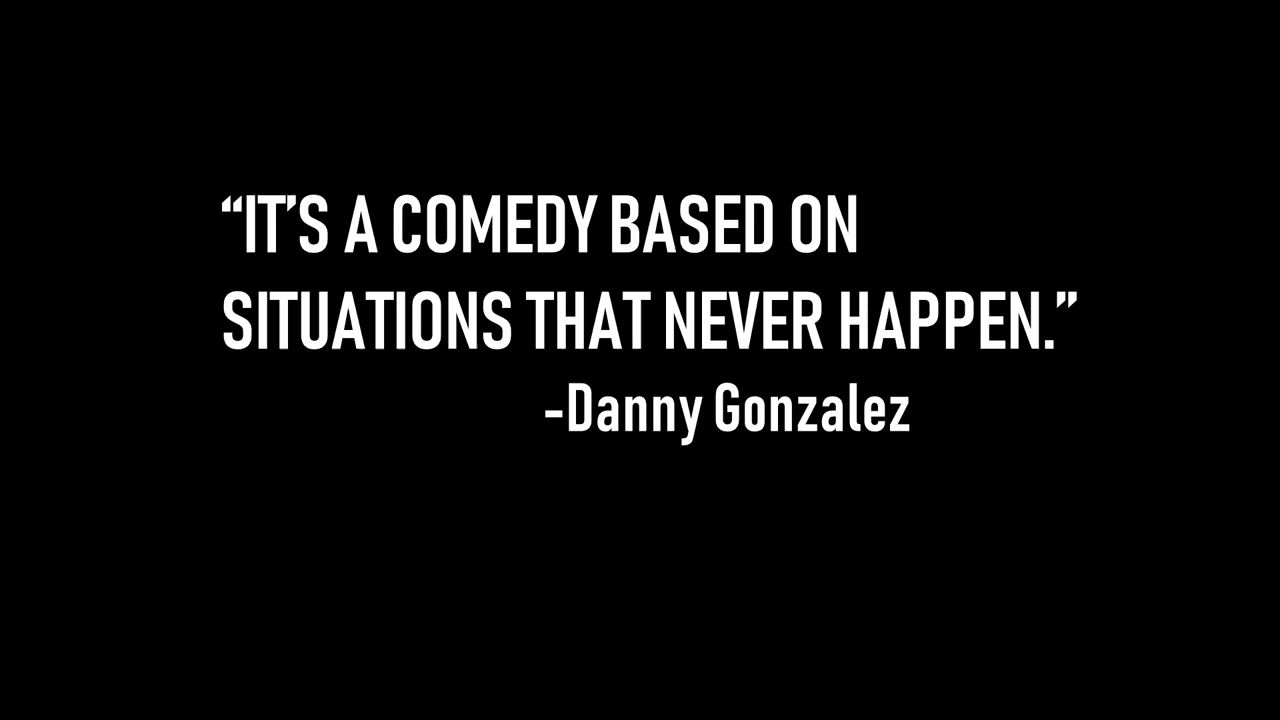 “IT’S A COMEDY BASED ON
SITUATIONS THAT NEVER HAPPEN.”
-Danny Gonzalez